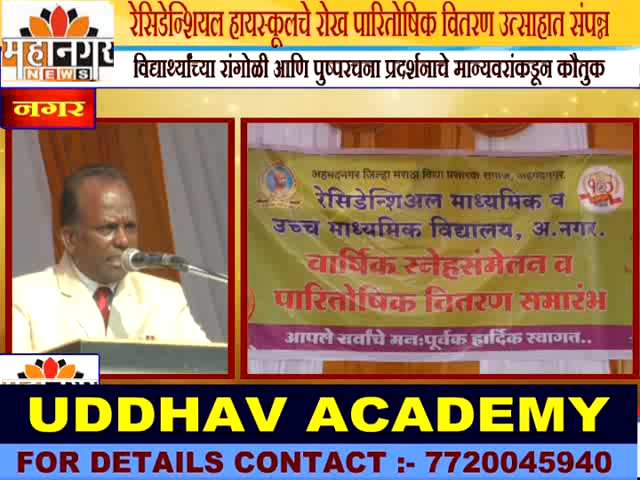 महानगर
NEWS
रेसिडेन्शियल हायस्कूलचे रोख पारितोषिक वितरण उत्साहात संपन्न
विद्यार्थ्यांच्या रांगोळी आणि पुष्परचना प्रदर्शनाचे मान्यवरांकडून कौतुक
नगर
अहमदनगर जिल्हा मराठा विद्या प्रसारक समाज, अहमदनगर.
रेसिडेन्शिअल माध्यमिक व
उच्च माध्यमिक विद्यालय, अ.नगर.
वार्षिक स्नेहसंमेलन व
पारितोषिक वितरण समारंभ
आपले सर्वांचे मन:पूर्वक हार्दिक स्वागत..
UDDHAV ACADEMY
FOR DETAILS CONTACT :- 7720045940